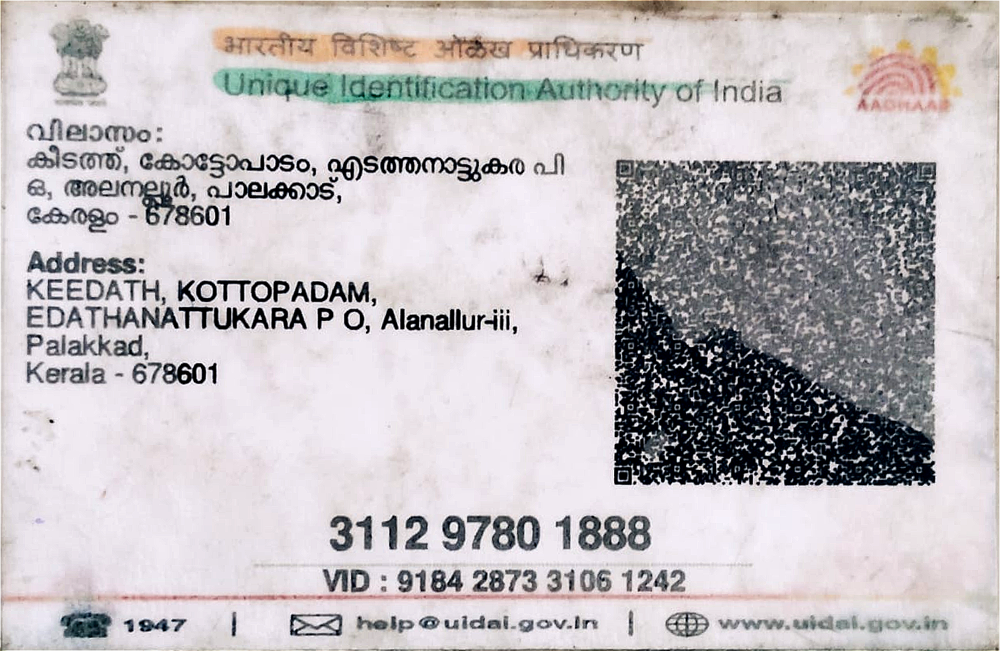 भारतीय विशिष्ट ओळख प्राधिकरण
Unique Identification Authority of India
AADHAAR
വിലാസം:
കീടത്ത്, കോട്ടോപാടം, എടത്തനാട്ടുകര പി
ഒ, അലനല്ലൂർ, പാലക്കാട്,
കേരളം - 678601
Address:
KEEDATH, KOTTOPADAM,
EDATHANATTUKARA P O, Alanallur-iii,
Palakkad,
Kerala - 678601
3112 9780 1888
VID : 9184 2873 3106 1242
1947 | help@uidai.gov.in | www.uidai.gov.in